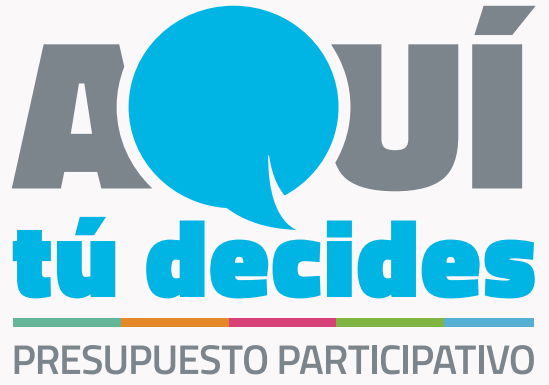 AQUÍ
tú decides
PRESUPUESTO PARTICIPATIVO